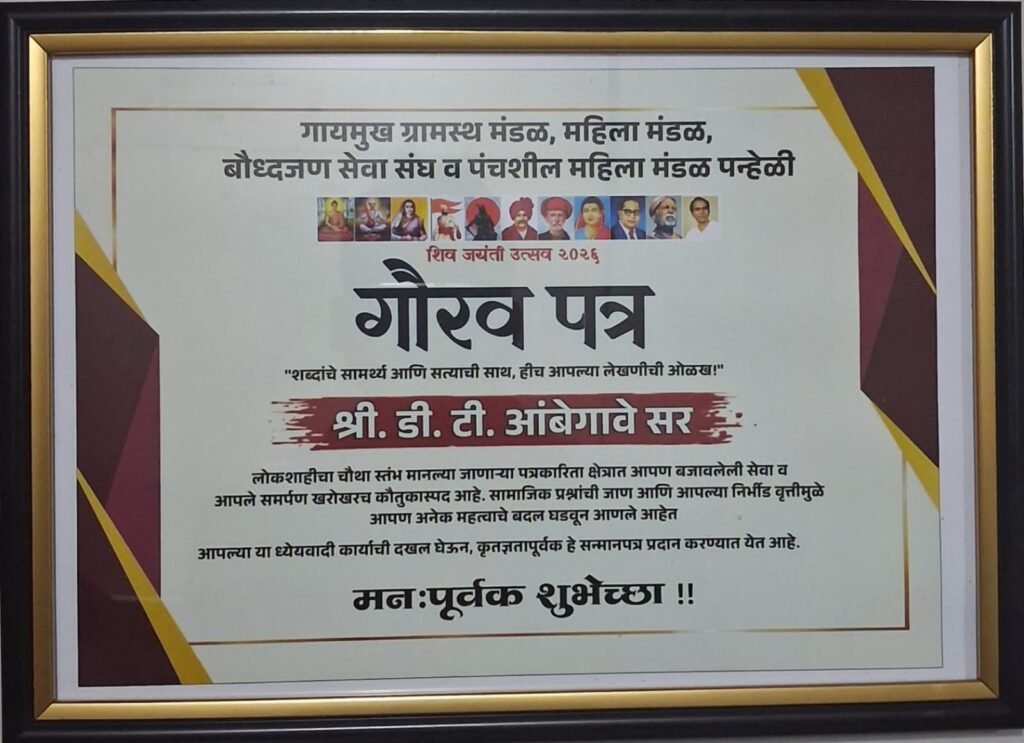 गायमुख ग्रामस्थ मंडळ, महिला मंडळ,
बौध्दजण सेवा संघ व पंचशील महिला मंडळ पन्हेळी
शिव जयंती उत्सव २०२६
गौरव पत्र
"शब्दांचे सामर्थ्य आणि सत्याची साथ, हीच आपल्या लेखणीची ओळख!"
श्री. डी. टी. आंबेगावे सर
लोकशाहीचा चौथा स्तंभ मानल्या जाणाऱ्या पत्रकारिता क्षेत्रात आपण बजावलेली सेवा व
आपले समर्पण खरोखरच कौतुकास्पद आहे. सामाजिक प्रश्नांची जाण आणि आपल्या निर्भीड वृत्तीमुळे
आपण अनेक महत्वाचे बदल घडवून आणले आहेत
आपल्या या ध्येयवादी कार्याची दखल घेऊन, कृतज्ञतापूर्वक हे सन्मानपत्र प्रदान करण्यात येत आहे.
मनःपूर्वक शुभेच्छा !!